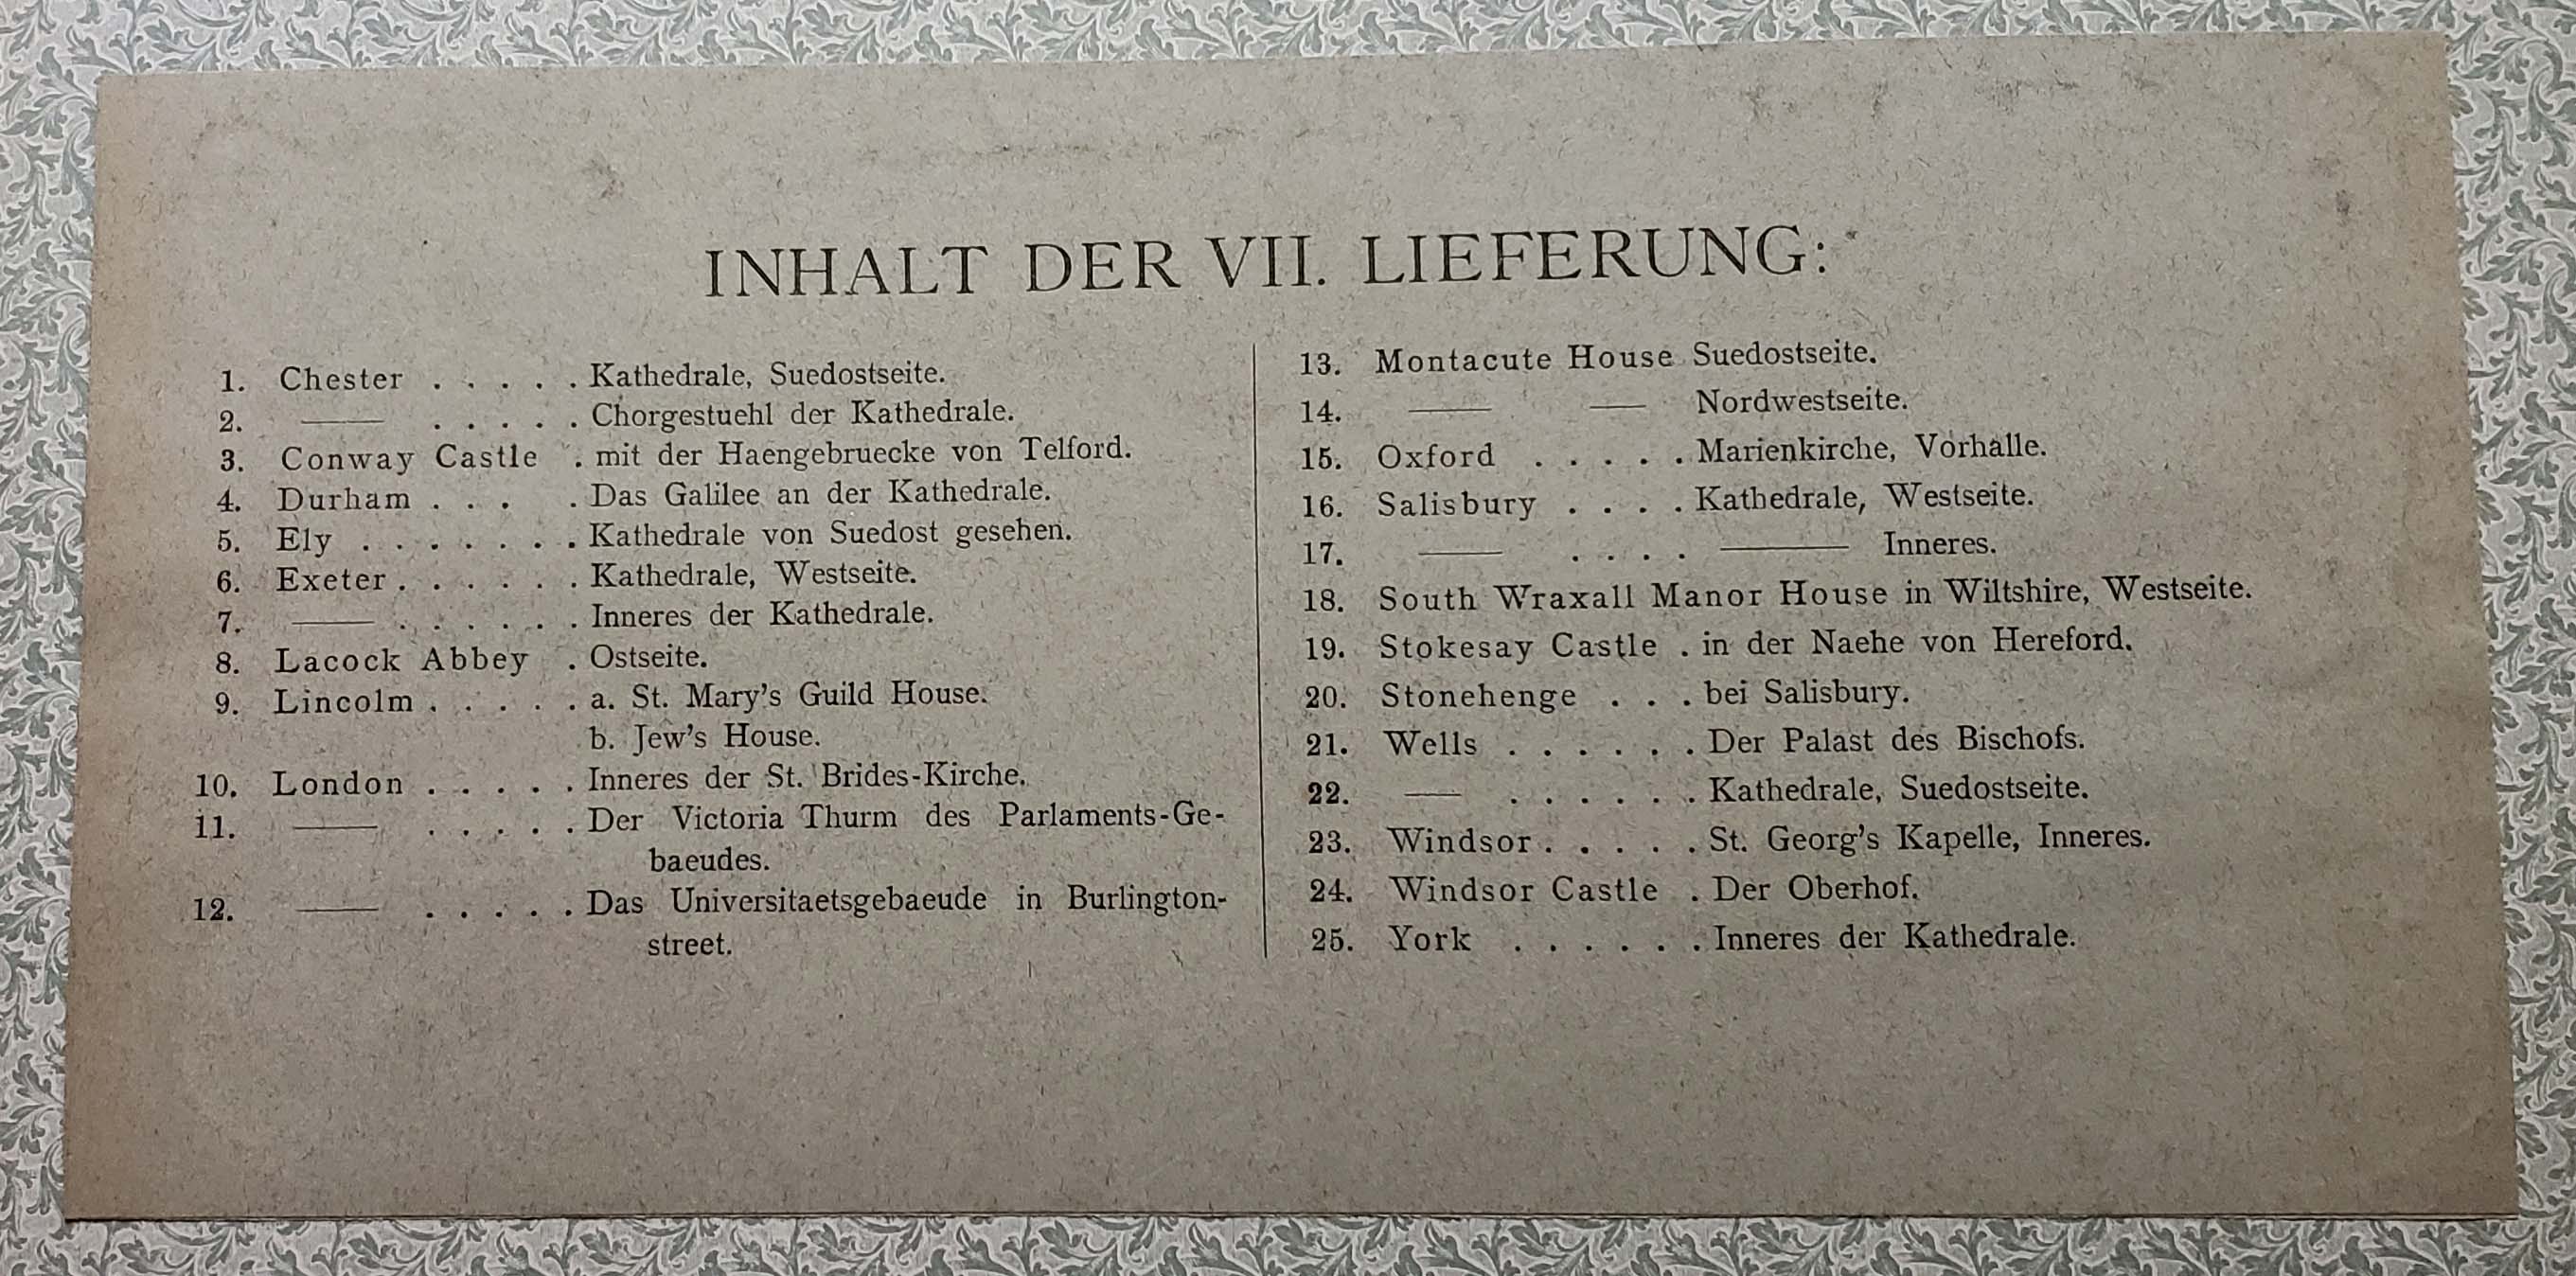 INHALT DER VII. LIEFERUNG:
1. Chester . . . . . Kathedrale, Suedostseite.
2. —— . . . . . Chorgestuehl der Kathedrale.
3. Conway Castle . mit der Haengebruecke von Telford.
4. Durham . . . . Das Galilee an der Kathedrale.
5. Ely . . . . . . . Kathedrale von Suedost gesehen.
6. Exeter . . . . . . Kathedrale, Westseite.
7. —— . . . . . . Inneres der Kathedrale.
8. Lacock Abbey . Ostseite.
9. Lincolm . . . . . a. St. Mary's Guild House.
b. Jew's House.
10. London . . . . . Inneres der St. Brides-Kirche.
11. —— . . . . . Der Victoria Thurm des Parlaments-Ge-
baeudes.
12. —— . . . . . Das Universitaetsgebaeude in Burlington-
street.
13. Montacute House Suedostseite.
14. —— — Nordwestseite.
15. Oxford . . . . . Marienkirche, Vorhalle.
16. Salisbury . . . . Kathedrale, Westseite.
17. —— . . . . —— Inneres.
18. South Wraxall Manor House in Wiltshire, Westseite.
19. Stokesay Castle . in der Naehe von Hereford.
20. Stonehenge . . . bei Salisbury.
21. Wells . . . . . . Der Palast des Bischofs.
22. — . . . . . . Kathedrale, Suedostseite.
23. Windsor . . . . . St. Georg's Kapelle, Inneres.
24. Windsor Castle . Der Oberhof.
25. York . . . . . . Inneres der Kathedrale.